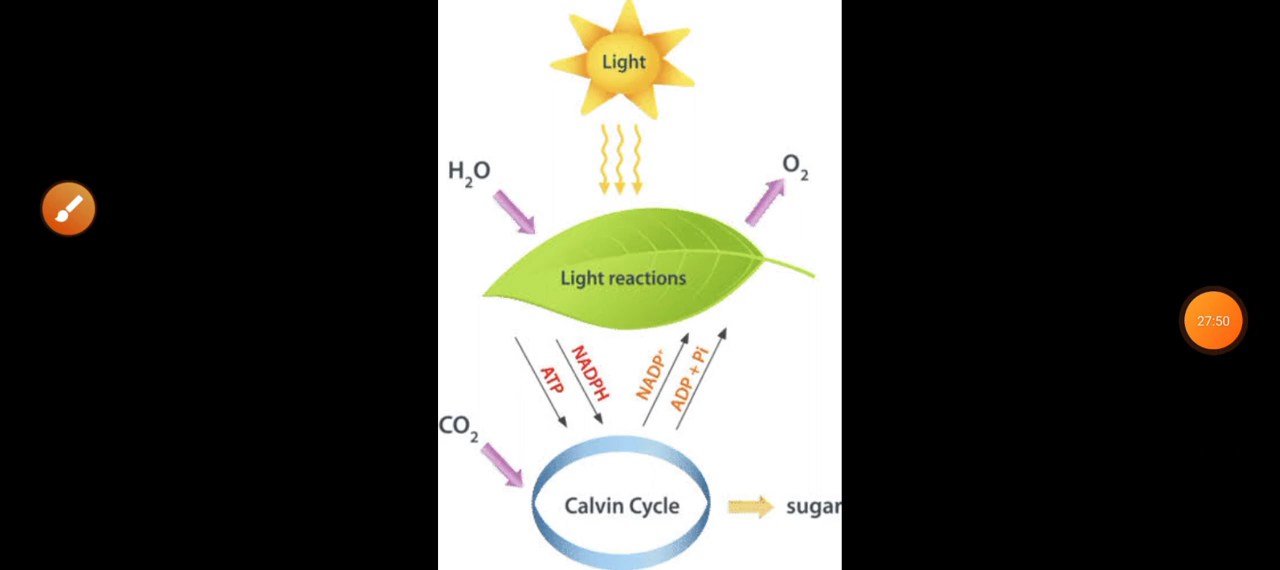 Light
H₂O
O₂
Light reactions
ATP
NADPH
NADP⁺
ADP + Pi
CO₂
Calvin Cycle
sugar
27:50